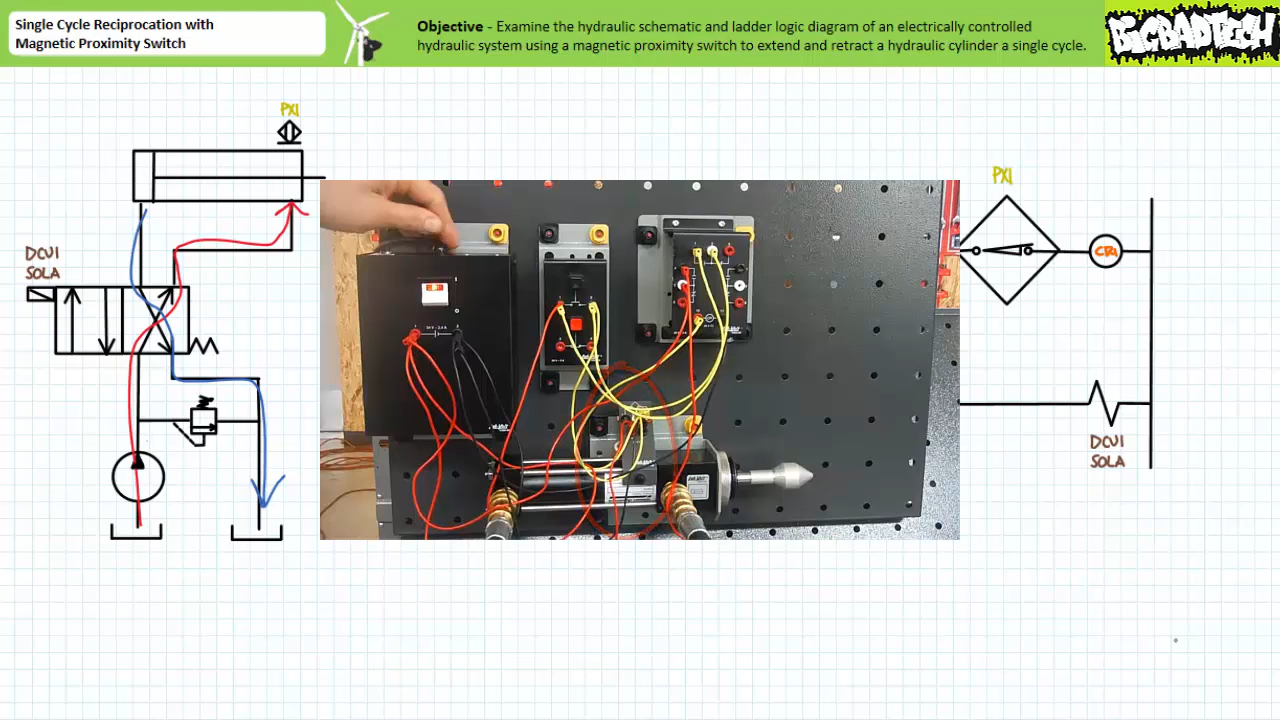 Single Cycle Reciprocation with
Magnetic Proximity Switch
Objective - Examine the hydraulic schematic and ladder logic diagram of an electrically controlled
hydraulic system using a magnetic proximity switch to extend and retract a hydraulic cylinder a single cycle.
BIGBADTECH
PX1
DCV1
SOLA
PX1
CR1
DCV1
SOLA